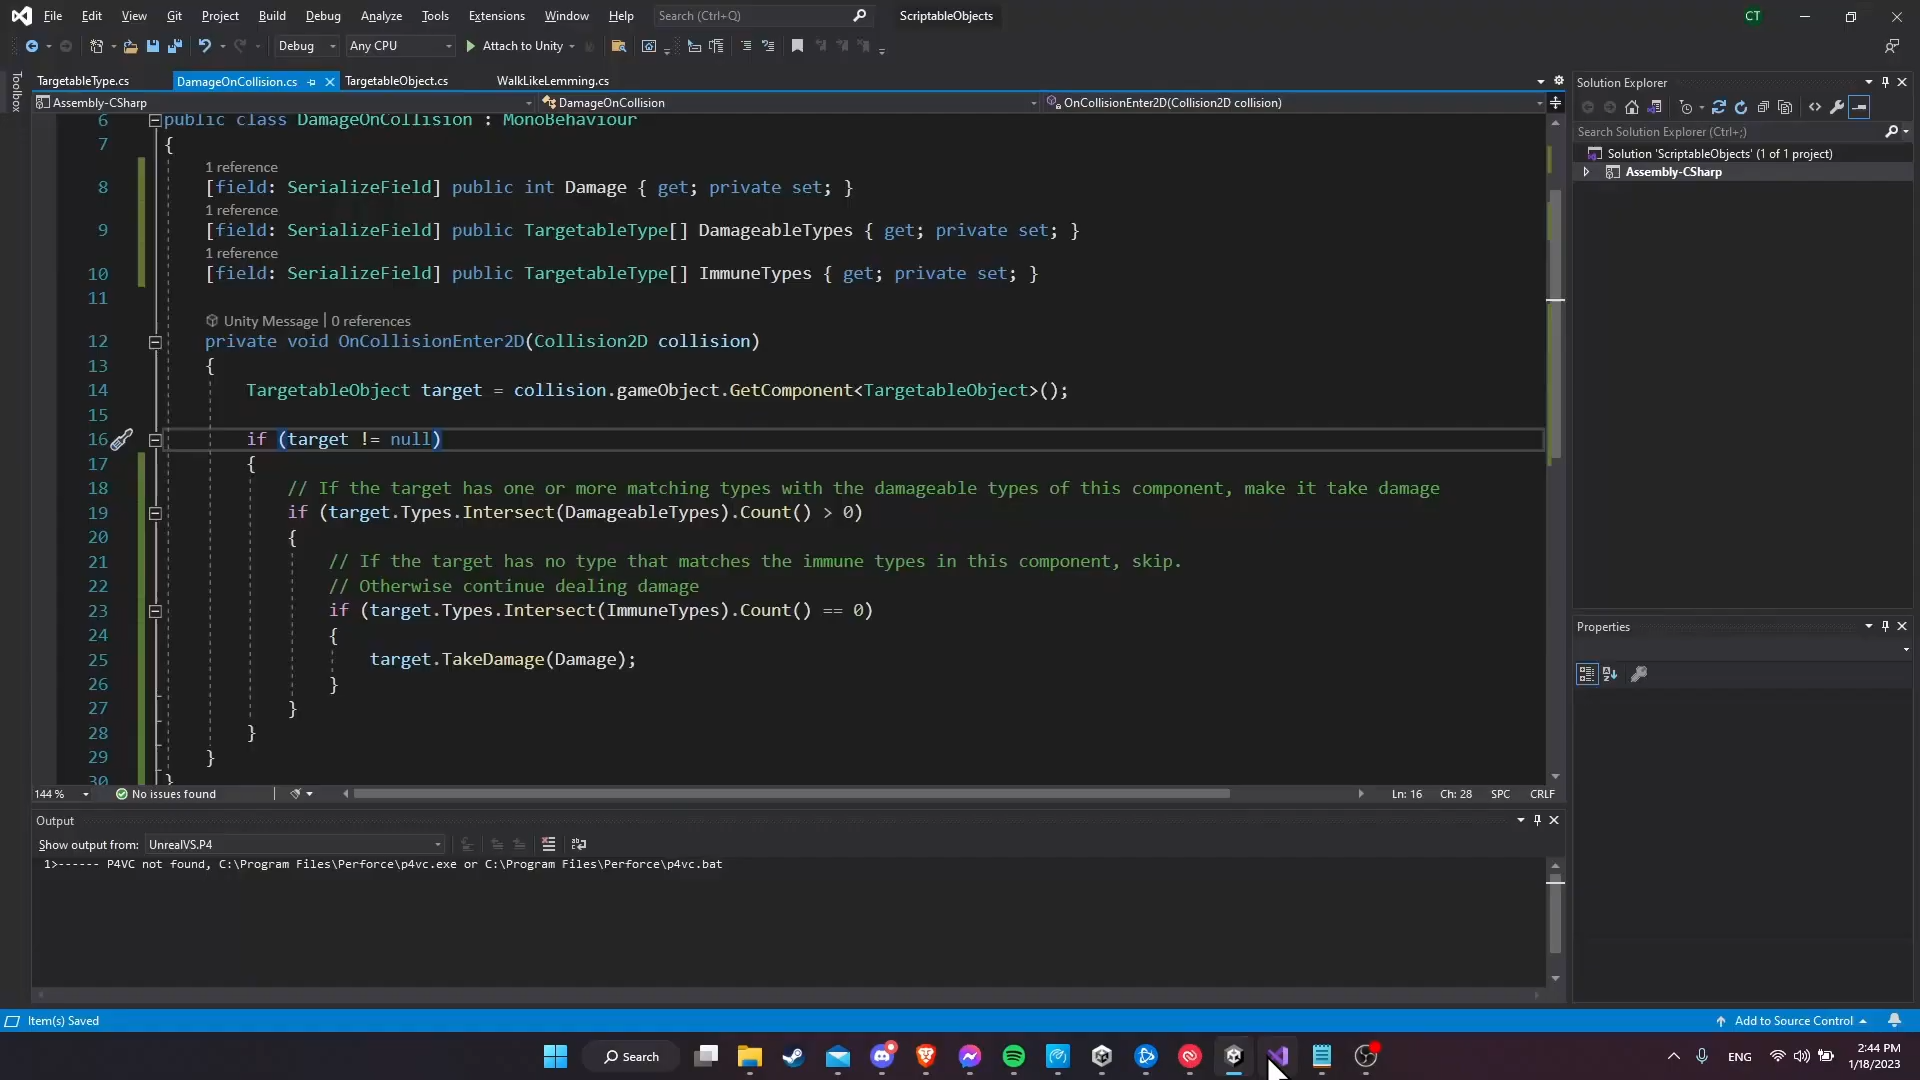 File Edit View Git Project Build Debug Analyze Tools Extensions Window Help Search (Ctrl+Q) ScriptableObjects CT
Debug Any CPU Attach to Unity
Toolbox
TargetableType.cs DamageOnCollision.cs TargetableObject.cs WalkLikeLemming.cs
Assembly-CSharp DamageOnCollision OnCollisionEnter2D(Collision2D collision)
6 public class DamageOnCollision : MonoBehaviour
7 {
1 reference
8 [field: SerializeField] public int Damage { get; private set; }
1 reference
9 [field: SerializeField] public TargetableType[] DamageableTypes { get; private set; }
1 reference
10 [field: SerializeField] public TargetableType[] ImmuneTypes { get; private set; }
11
Unity Message | 0 references
12 private void OnCollisionEnter2D(Collision2D collision)
13 {
14 TargetableObject target = collision.gameObject.GetComponent<TargetableObject>();
15
16 if (target != null)
17 {
18 // If the target has one or more matching types with the damageable types of this component, make it take damage
19 if (target.Types.Intersect(DamageableTypes).Count() > 0)
20 {
21 // If the target has no type that matches the immune types in this component, skip.
22 // Otherwise continue dealing damage
23 if (target.Types.Intersect(ImmuneTypes).Count() == 0)
24 {
25 target.TakeDamage(Damage);
26 }
27 }
28 }
29 }
30 }
144 % No issues found Ln: 16 Ch: 28 SPC CRLF
Output
Show output from: UnrealVS.P4
1>------ P4VC not found, C:\Program Files\Perforce\p4vc.exe or C:\Program Files\Perforce\p4vc.bat
Solution Explorer
Search Solution Explorer (Ctrl+;)
Solution 'ScriptableObjects' (1 of 1 project)
Assembly-CSharp
Properties
Item(s) Saved Add to Source Control
Search ENG 2:44 PM
1/18/2023